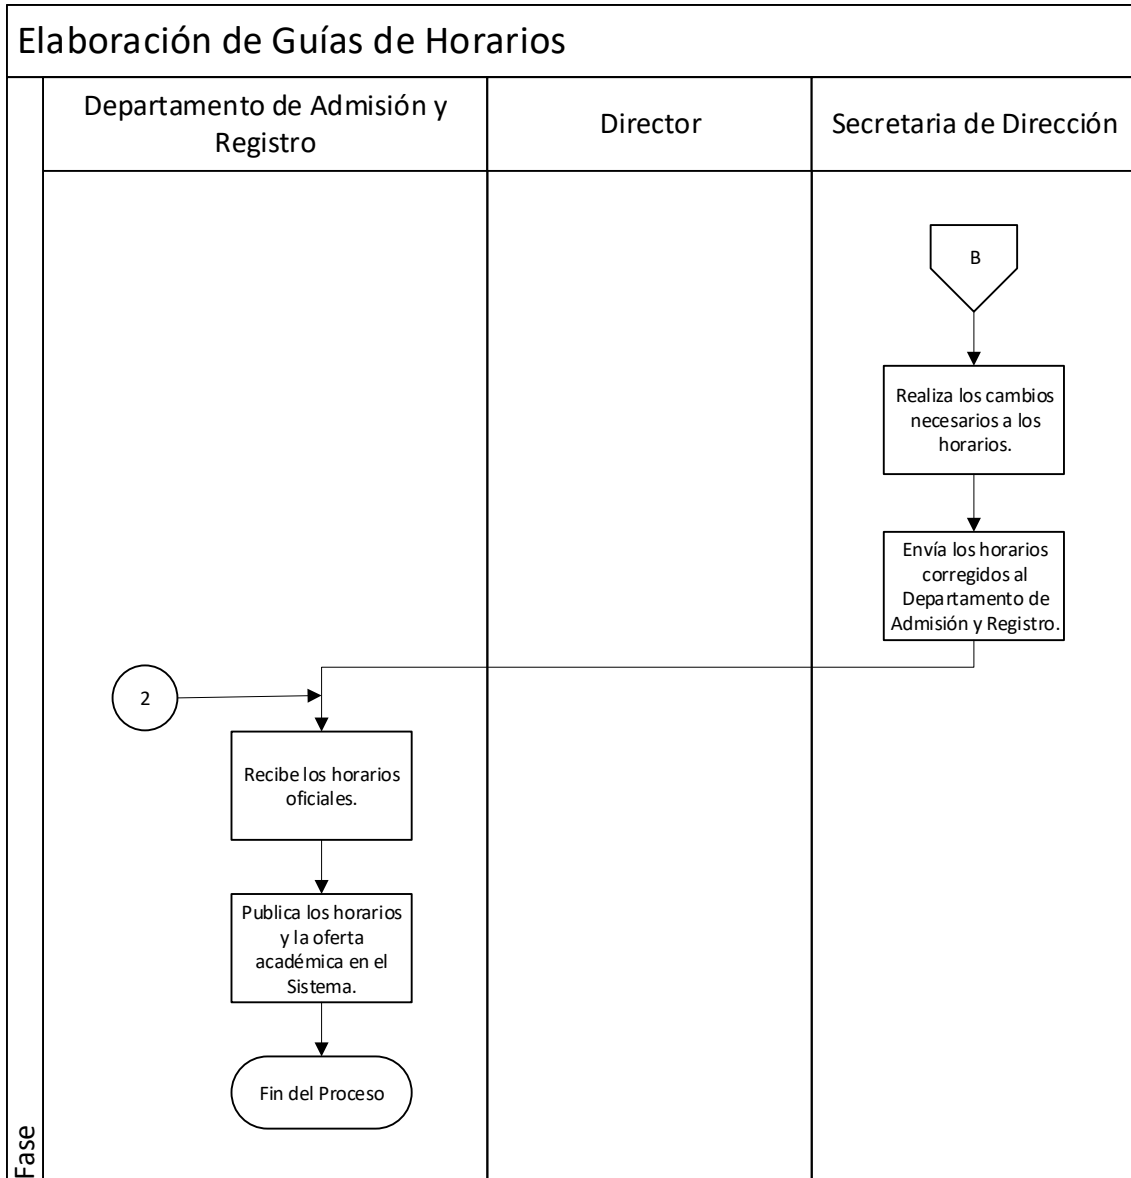 Elaboración de Guías de Horarios
Departamento de Admisión y
Registro
Director
Secretaria de Dirección
B
Realiza los cambios
necesarios a los
horarios.
Envía los horarios
corregidos al
Departamento de
Admisión y Registro.
2
Recibe los horarios
oficiales.
Publica los horarios
y la oferta
académica en el
Sistema.
Fin del Proceso
Fase